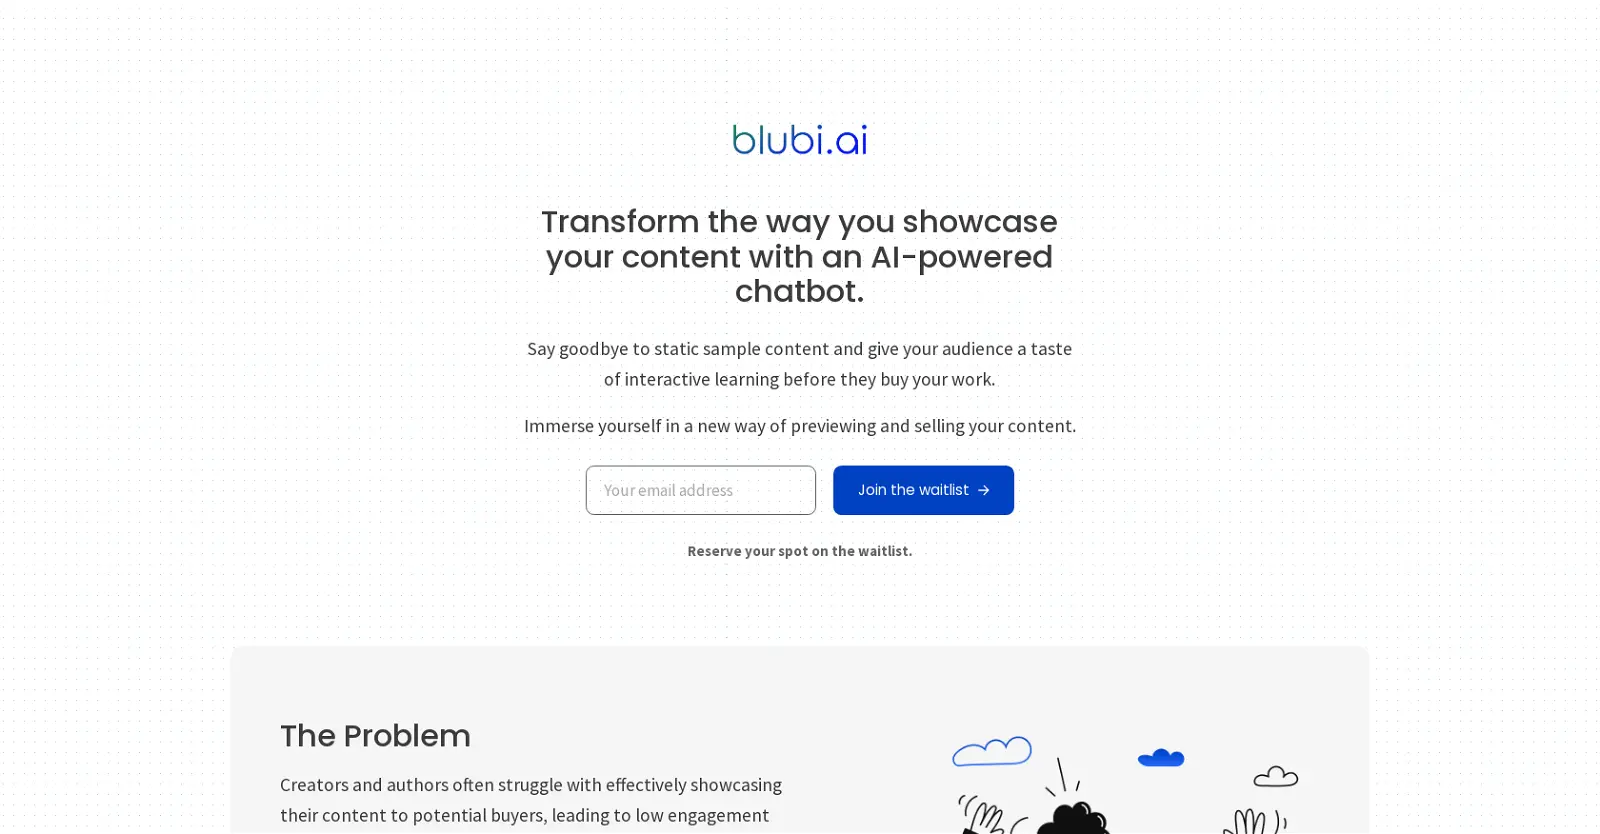 blubi.ai
Transform the way you showcase
your content with an AI-powered
chatbot.
Say goodbye to static sample content and give your audience a taste
of interactive learning before they buy your work.
Immerse yourself in a new way of previewing and selling your content.
Your email address
Join the waitlist →
Reserve your spot on the waitlist.
The Problem
Creators and authors often struggle with effectively showcasing
their content to potential buyers, leading to low engagement